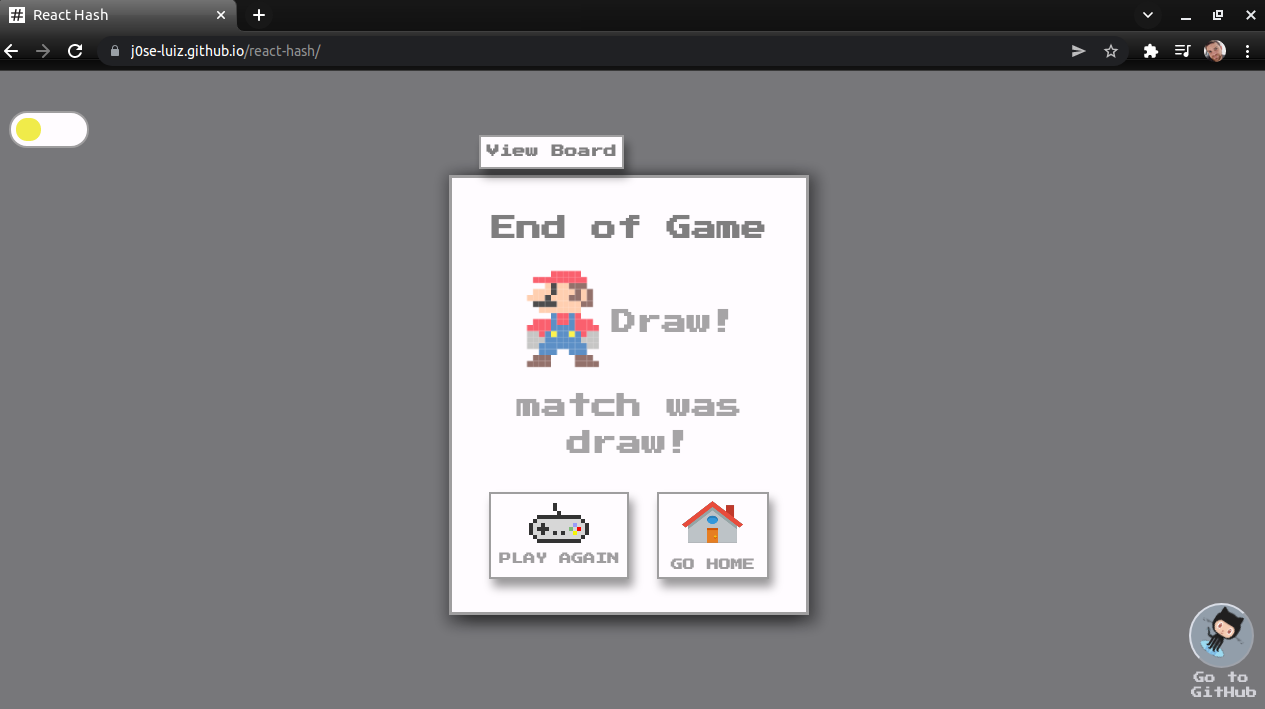 React Hash
j0se-luiz.github.io/react-hash/
View Board
End of Game
Draw!
match was
draw!
PLAY AGAIN
GO HOME
Go to
GitHub